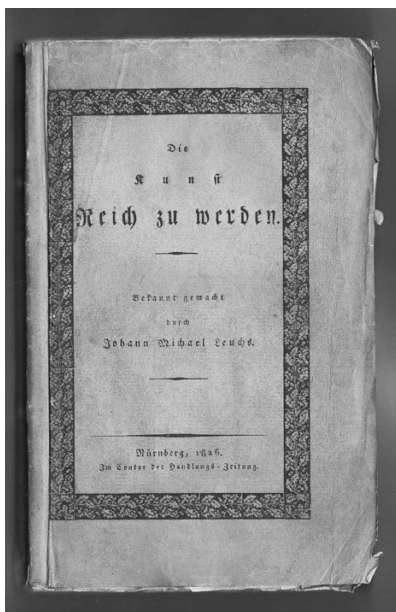 Die
Kunst
Reich zu werden.
Bekannt gemacht
durch
Johann Michael Leuchs.
Nürnberg, 1826.
Im Contor der Handlungs-Zeitung.